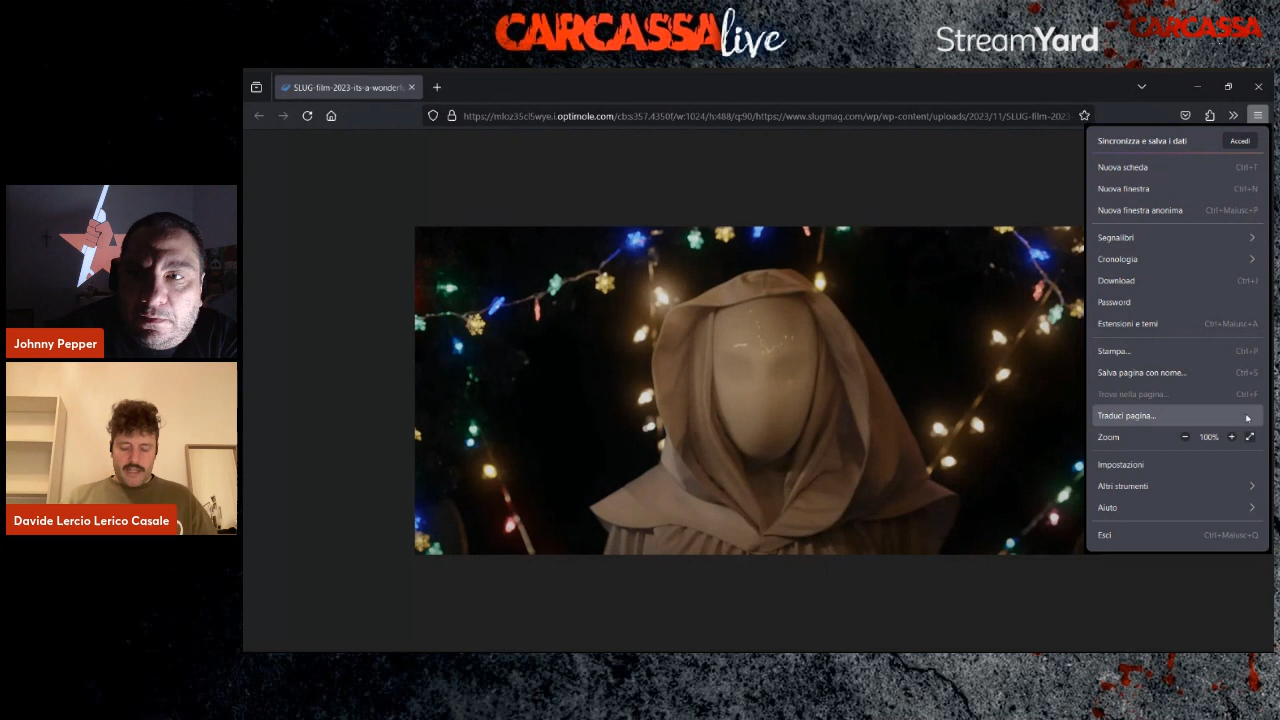 CARCASSA live
StreamYard
CARCASSA
SLUG-film-2023-its-a-wonderf
https://mloz35cl5wye.i.optimole.com/cb:s357.4350f/w:1024/h:488/q:90/https://www.slugmag.com/wp/wp-content/uploads/2023/11/SLUG-film-2023
Sincronizza e salva i dati
Accedi
Nuova scheda Ctrl+T
Nuova finestra Ctrl+N
Nuova finestra anonima Ctrl+Maiusc+P
Segnalibri
Cronologia
Download Ctrl+J
Password
Estensioni e temi Ctrl+Maiusc+A
Stampa... Ctrl+P
Salva pagina con nome... Ctrl+S
Trova nella pagina... Ctrl+F
Traduci pagina...
Zoom 100%
Impostazioni
Altri strumenti
Aiuto
Esci Ctrl+Maiusc+Q
Johnny Pepper
Davide Lercio Lerico Casale